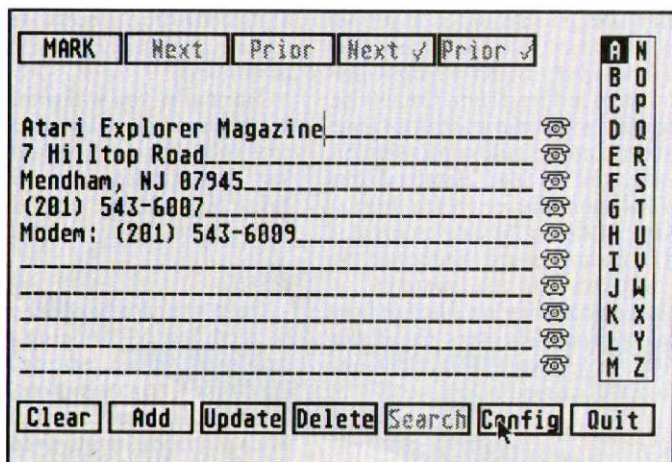 MARK Next Prior Next ✓ Prior ✓
A N
B O
C P
Atari Explorer Magazine D Q
7 Hilltop Road E R
Mendham, NJ 07945 F S
(201) 543-6007 G T
Modem: (201) 543-6009 H U
I V
J W
K X
L Y
M Z
Clear Add Update Delete Search Config Quit